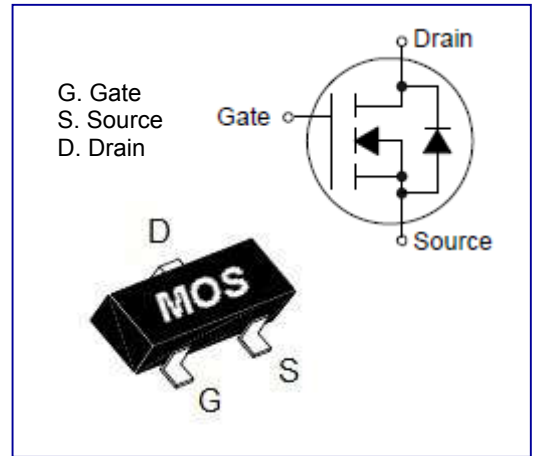 G. Gate
S. Source
D. Drain
Drain
Gate
Source
D
MOS
S
G